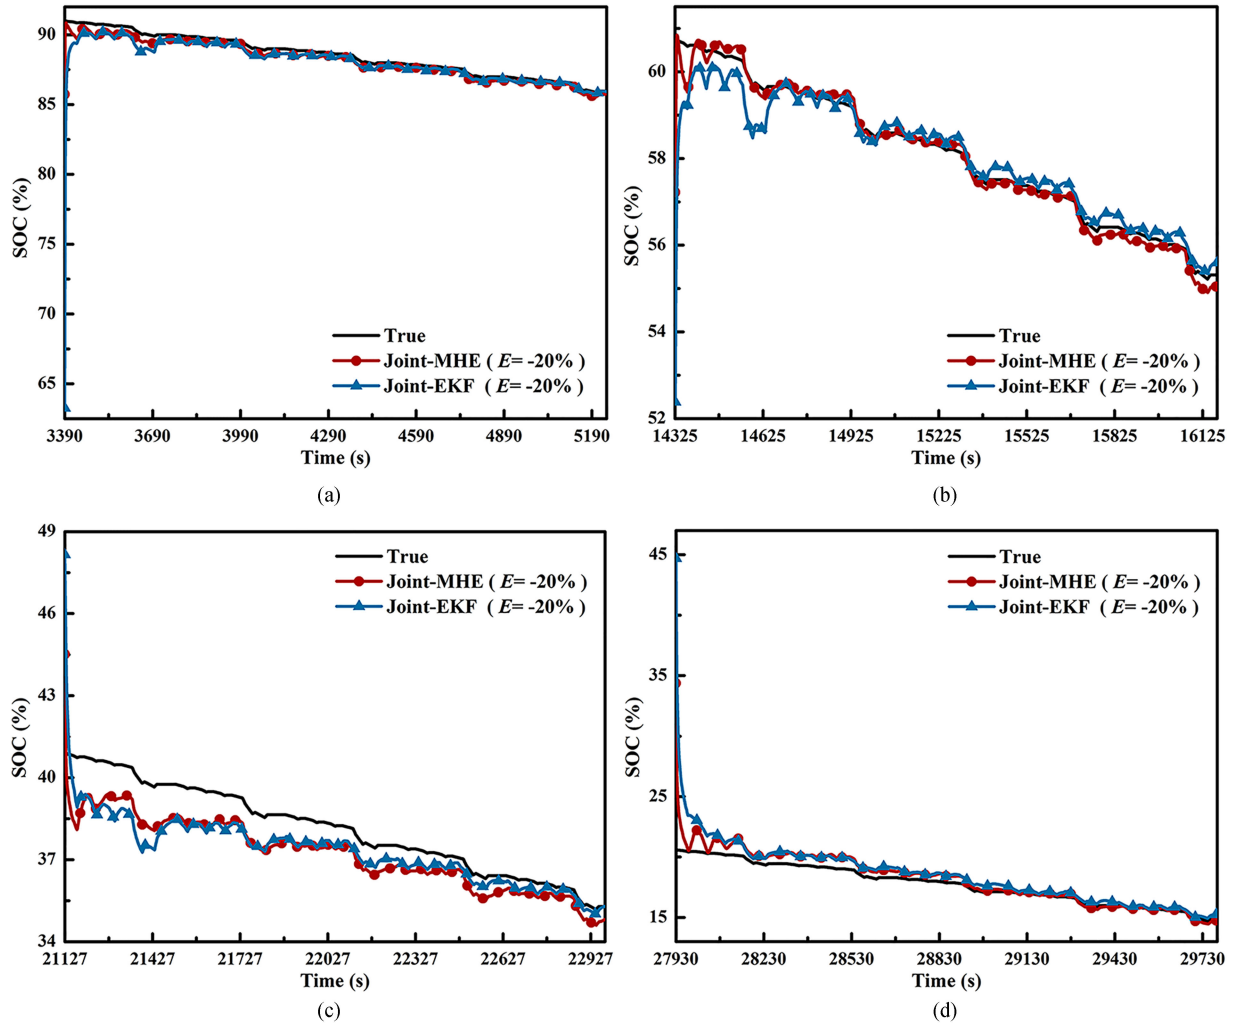 90
85
80
75
70
65
SOC (%)
True
Joint-MHE ( E= -20% )
Joint-EKF ( E= -20% )
3390 3690 3990 4290 4590 4890 5190
Time (s)
(a)
60
58
56
54
52
SOC (%)
True
Joint-MHE ( E= -20% )
Joint-EKF ( E= -20% )
14325 14625 14925 15225 15525 15825 16125
Time (s)
(b)
49
46
43
40
37
34
SOC (%)
True
Joint-MHE ( E= -20% )
Joint-EKF ( E= -20% )
21127 21427 21727 22027 22327 22627 22927
Time (s)
(c)
45
35
25
15
SOC (%)
True
Joint-MHE ( E= -20% )
Joint-EKF ( E= -20% )
27930 28230 28530 28830 29130 29430 29730
Time (s)
(d)